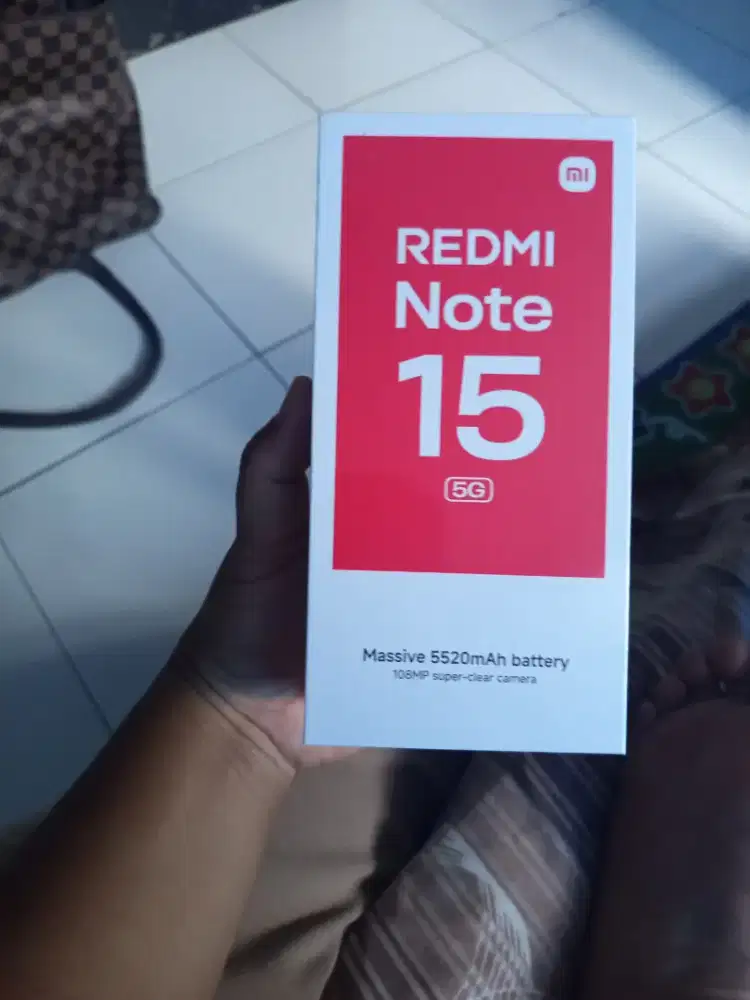 mi
REDMI
Note
15
5G
Massive 5520mAh battery
108MP super-clear camera